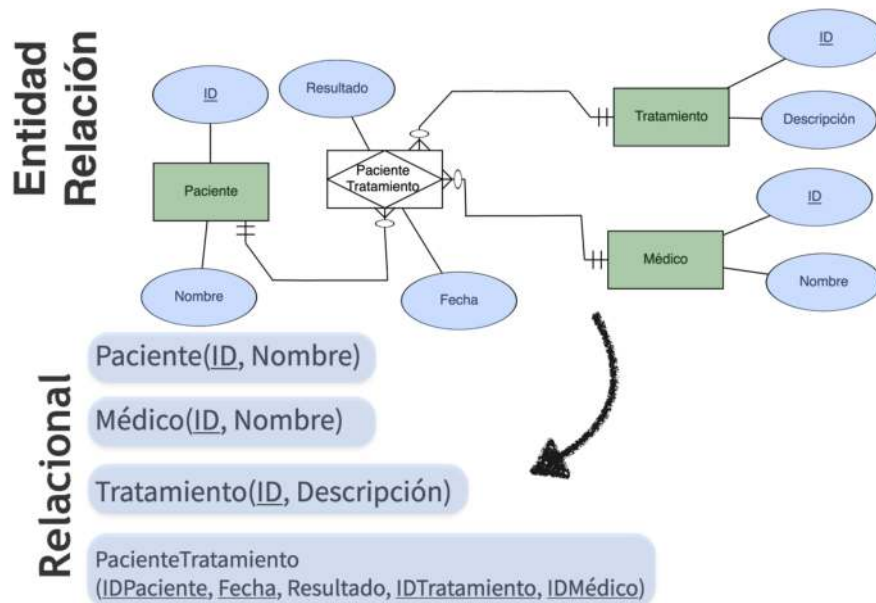 Entidad
Relación
ID
Resultado
ID
Tratamiento
Descripción
Paciente
Paciente
Tratamiento
ID
Médico
Nombre
Fecha
Nombre
Relacional
Paciente(ID, Nombre)
Médico(ID, Nombre)
Tratamiento(ID, Descripción)
PacienteTratamiento
(IDPaciente, Fecha, Resultado, IDTratamiento, IDMédico)